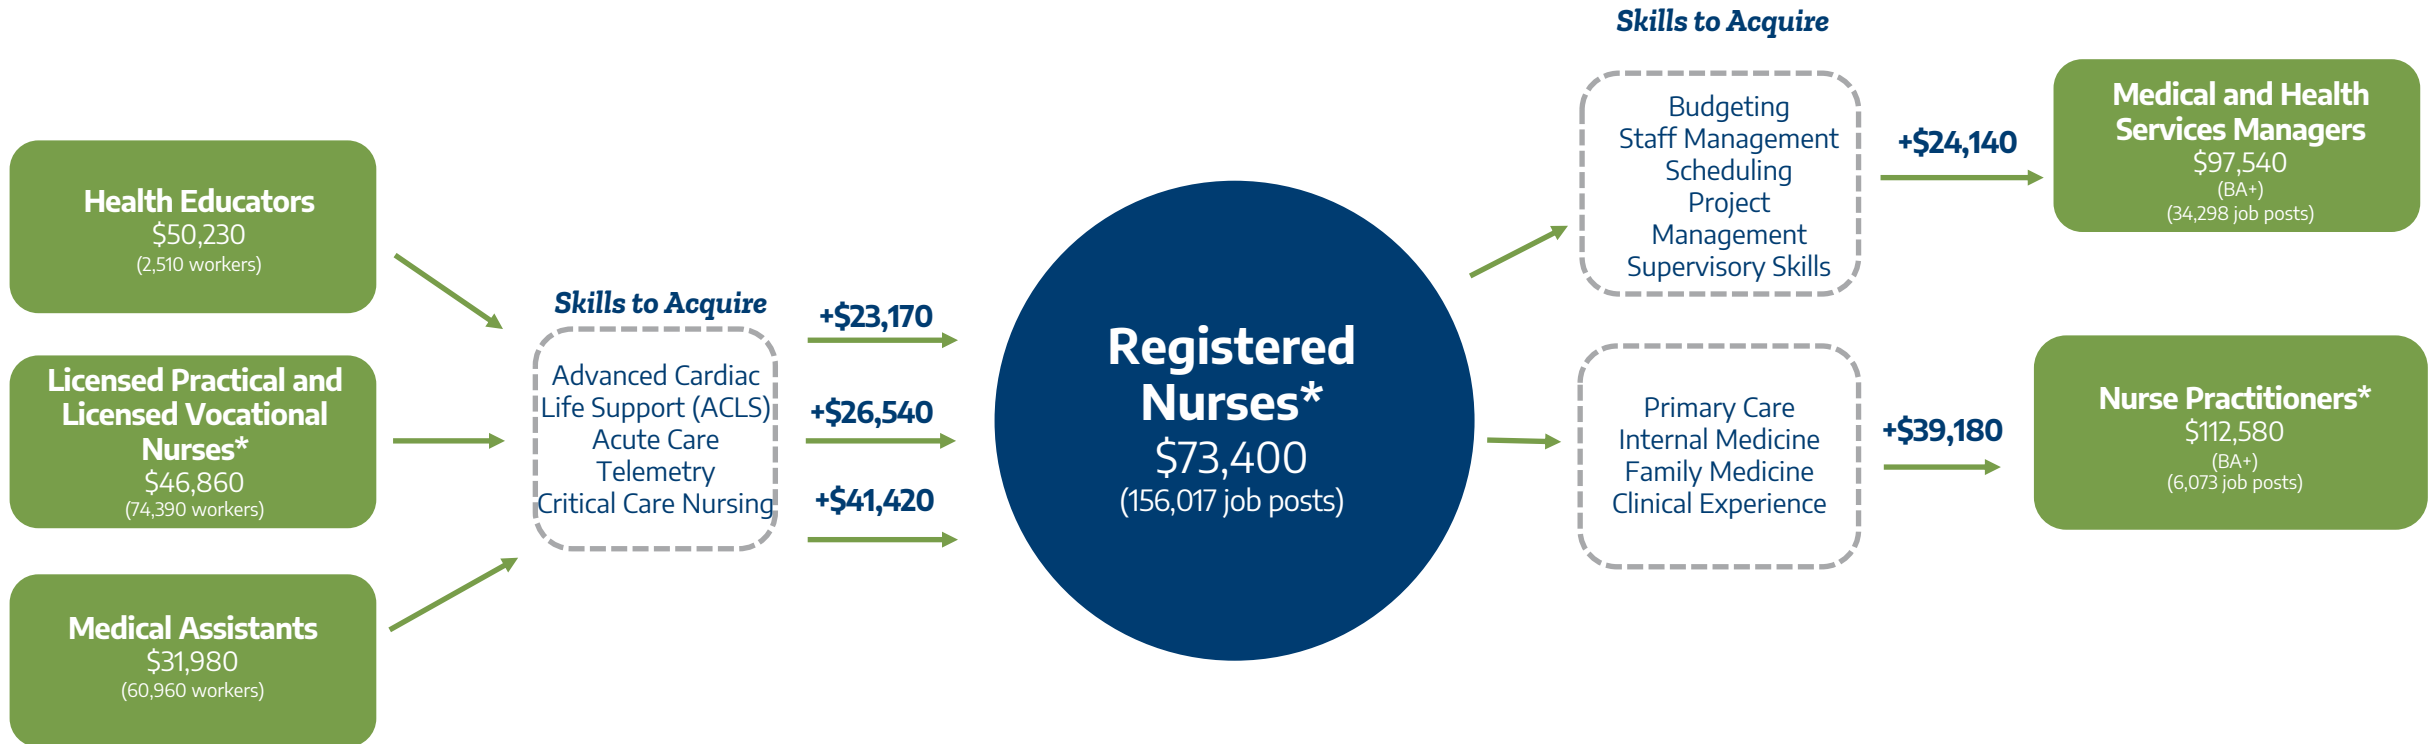 Health Educators
$50,230
(2,510 workers)
Licensed Practical and
Licensed Vocational
Nurses*
$46,860
(74,390 workers)
Medical Assistants
$31,980
(60,960 workers)
Skills to Acquire
Advanced Cardiac
Life Support (ACLS)
Acute Care
Telemetry
Critical Care Nursing
+$23,170
+$26,540
+$41,420
Registered
Nurses*
$73,400
(156,017 job posts)
Skills to Acquire
Budgeting
Staff Management
Scheduling
Project
Management
Supervisory Skills
+$24,140
Medical and Health
Services Managers
$97,540
(BA+)
(34,298 job posts)
Primary Care
Internal Medicine
Family Medicine
Clinical Experience
+$39,180
Nurse Practitioners*
$112,580
(BA+)
(6,073 job posts)